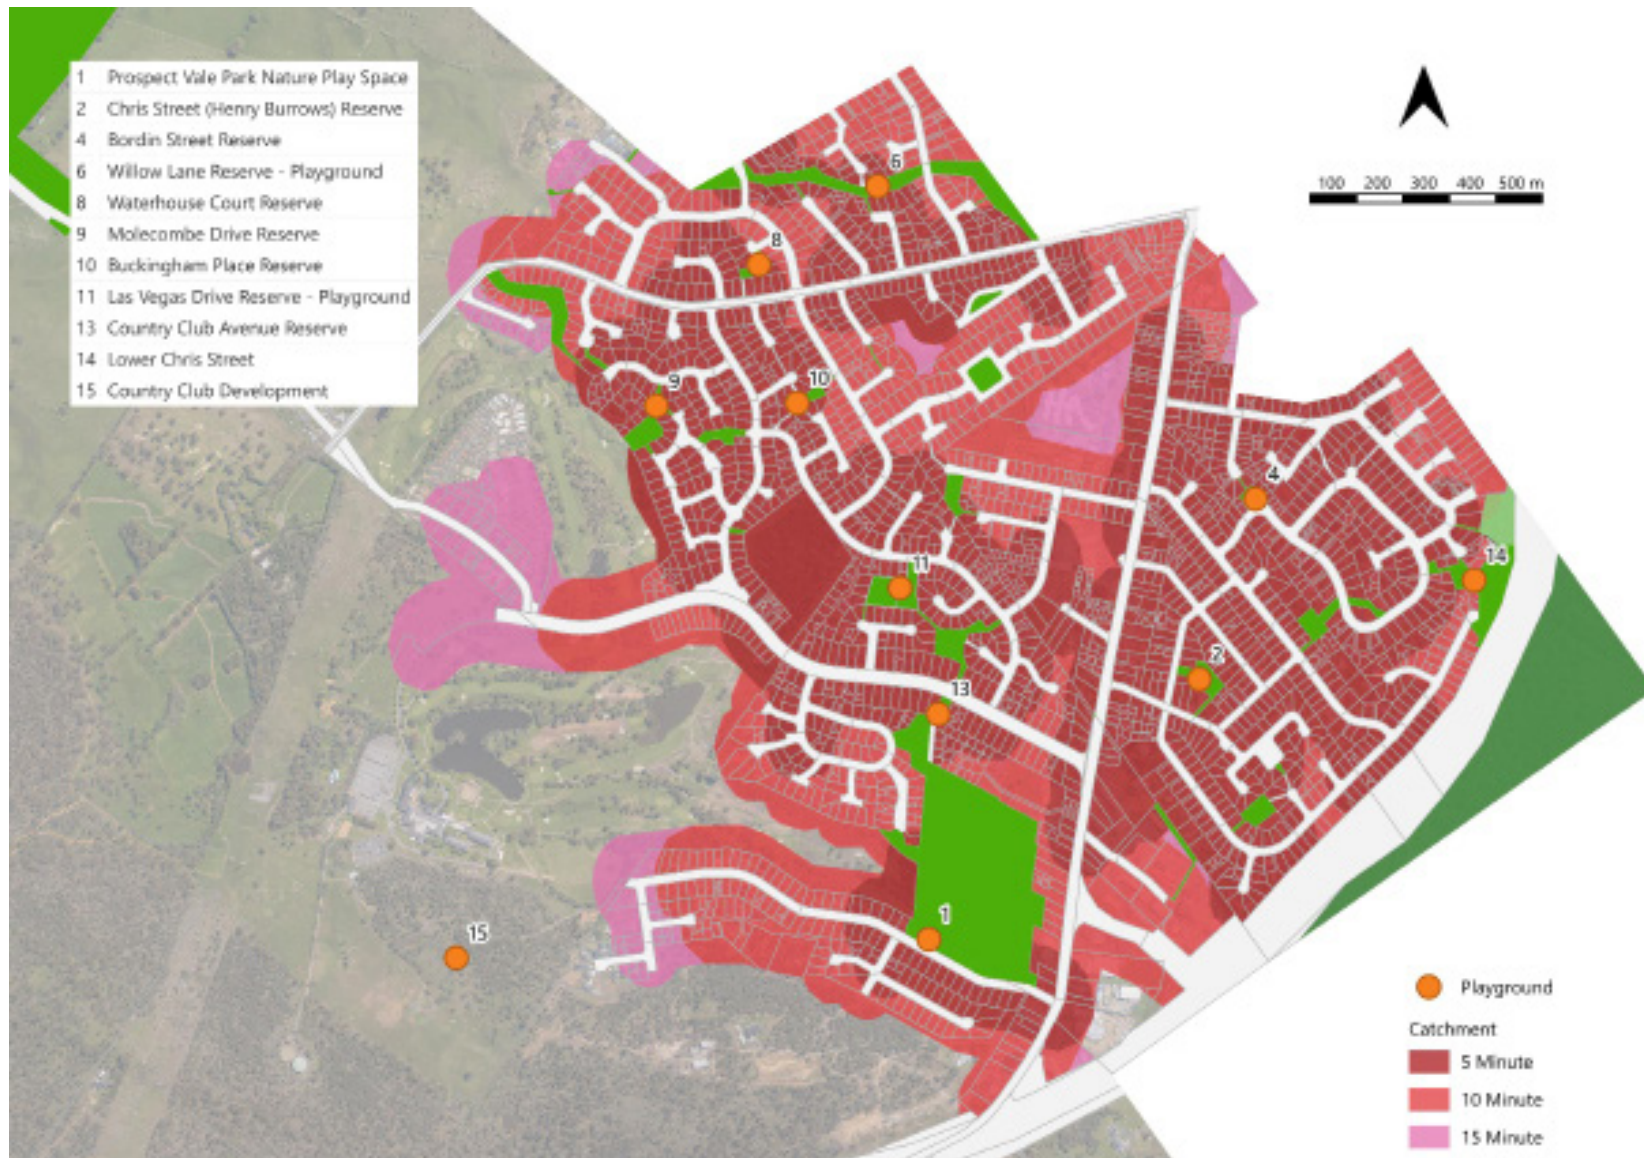 1 Prospect Vale Park Nature Play Space
2 Chris Street (Henry Burrows) Reserve
4 Bordin Street Reserve
6 Willow Lane Reserve - Playground
8 Waterhouse Court Reserve
9 Molecombe Drive Reserve
10 Buckingham Place Reserve
11 Las Vegas Drive Reserve - Playground
13 Country Club Avenue Reserve
14 Lower Chris Street
15 Country Club Development
100 200 300 400 500 m
6
8
9
10
4
11
14
2
13
1
15
Playground
Catchment
5 Minute
10 Minute
15 Minute